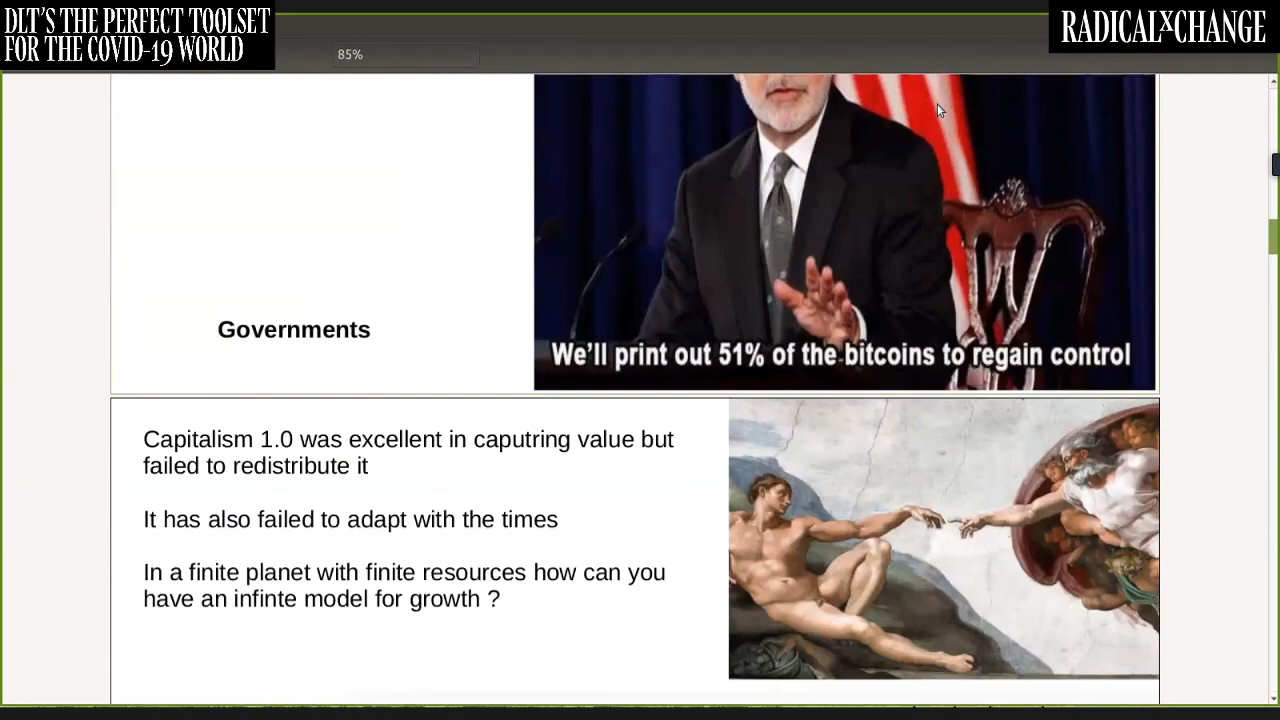 DLT'S THE PERFECT TOOLSET
FOR THE COVID-19 WORLD
RADICALXCHANGE
85%
Governments
We'll print out 51% of the bitcoins to regain control
Capitalism 1.0 was excellent in caputring value but
failed to redistribute it
It has also failed to adapt with the times
In a finite planet with finite resources how can you
have an infinte model for growth ?